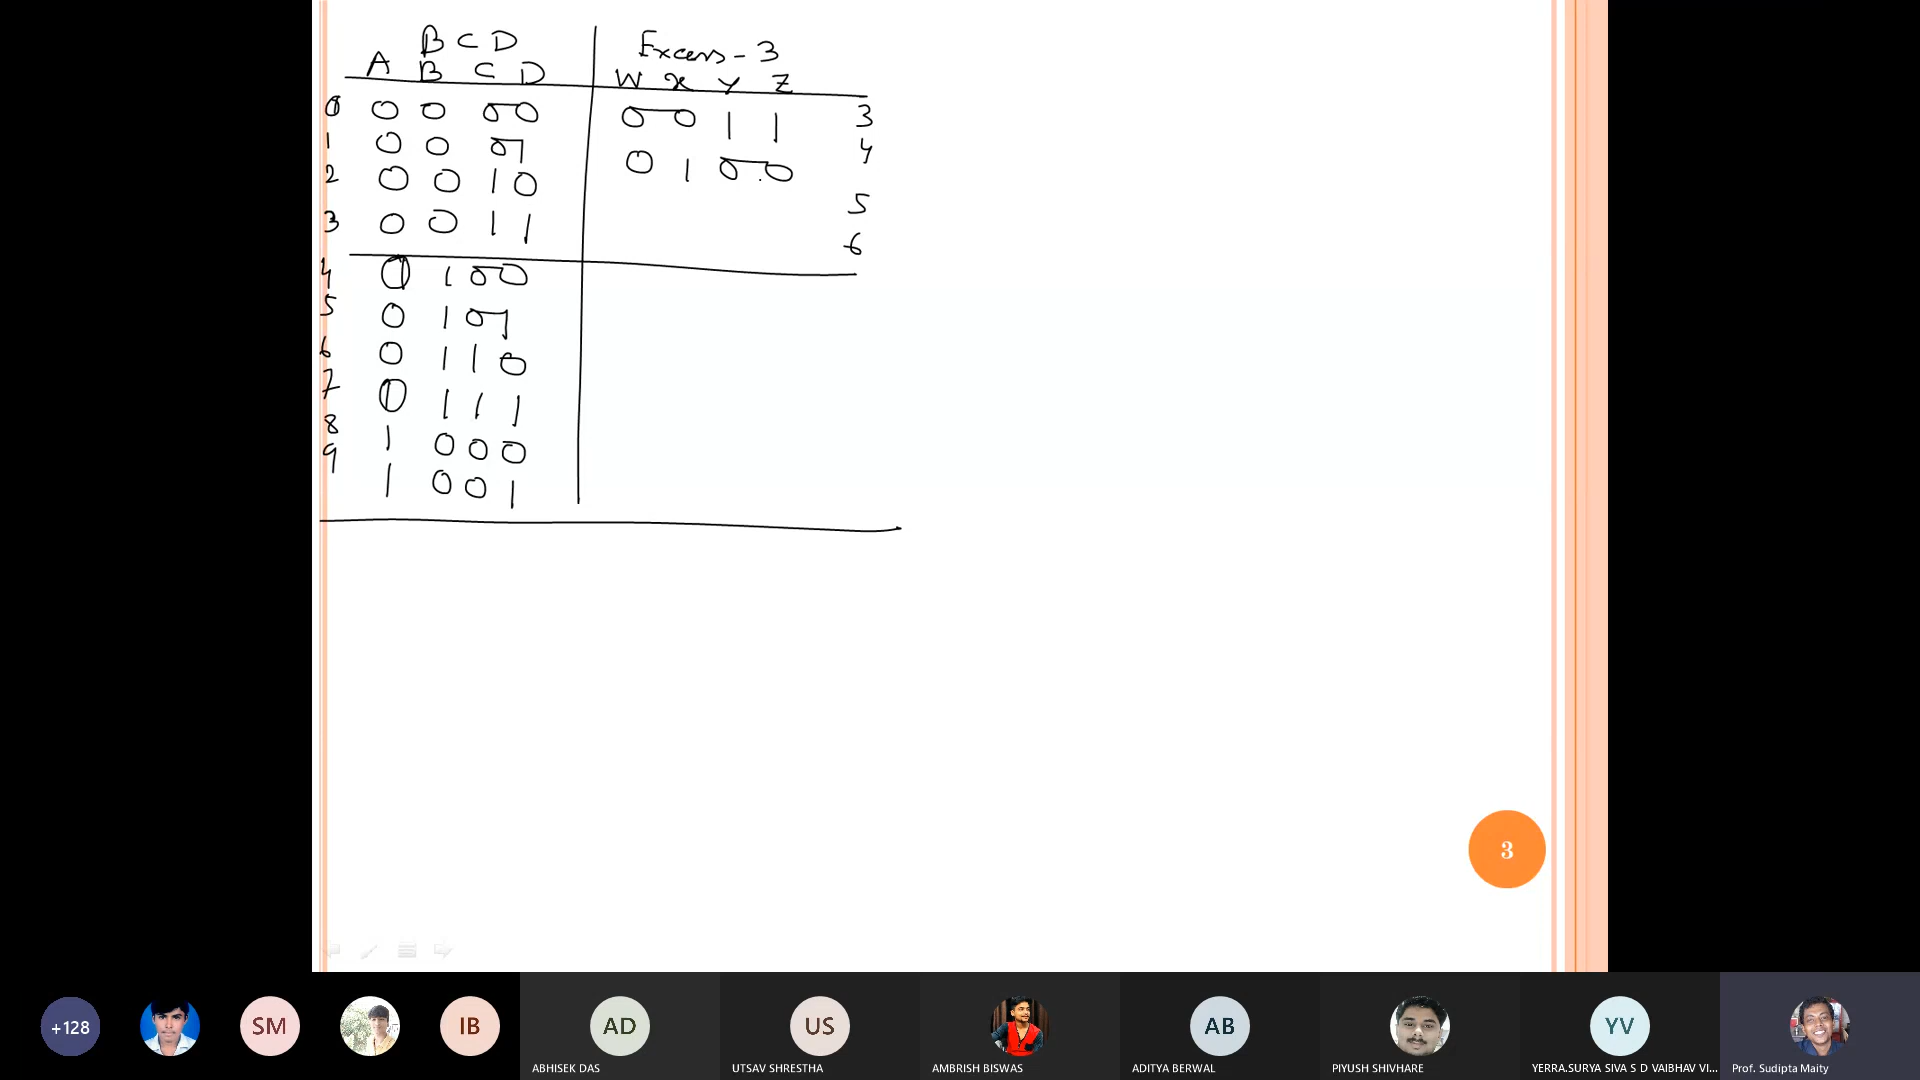 B C D Excess - 3
A B C D W X Y Z
0 0 0 0 0 0 0 1 1 3
1 0 0 0 1 0 1 0 0 4
2 0 0 1 0 5
3 0 0 1 1 6
4 0 1 0 0
5 0 1 0 1
6 0 1 1 0
7 0 1 1 1
8 1 0 0 0
9 1 0 0 1
3
+128
SM
IB
AD
ABHISEK DAS
US
UTSAV SHRESTHA
AMBRISH BISWAS
AB
ADITYA BERWAL
PIYUSH SHIVHARE
YV
YERRA.SURYA SIVA S D VAIBHAV VI...
Prof. Sudipta Maity